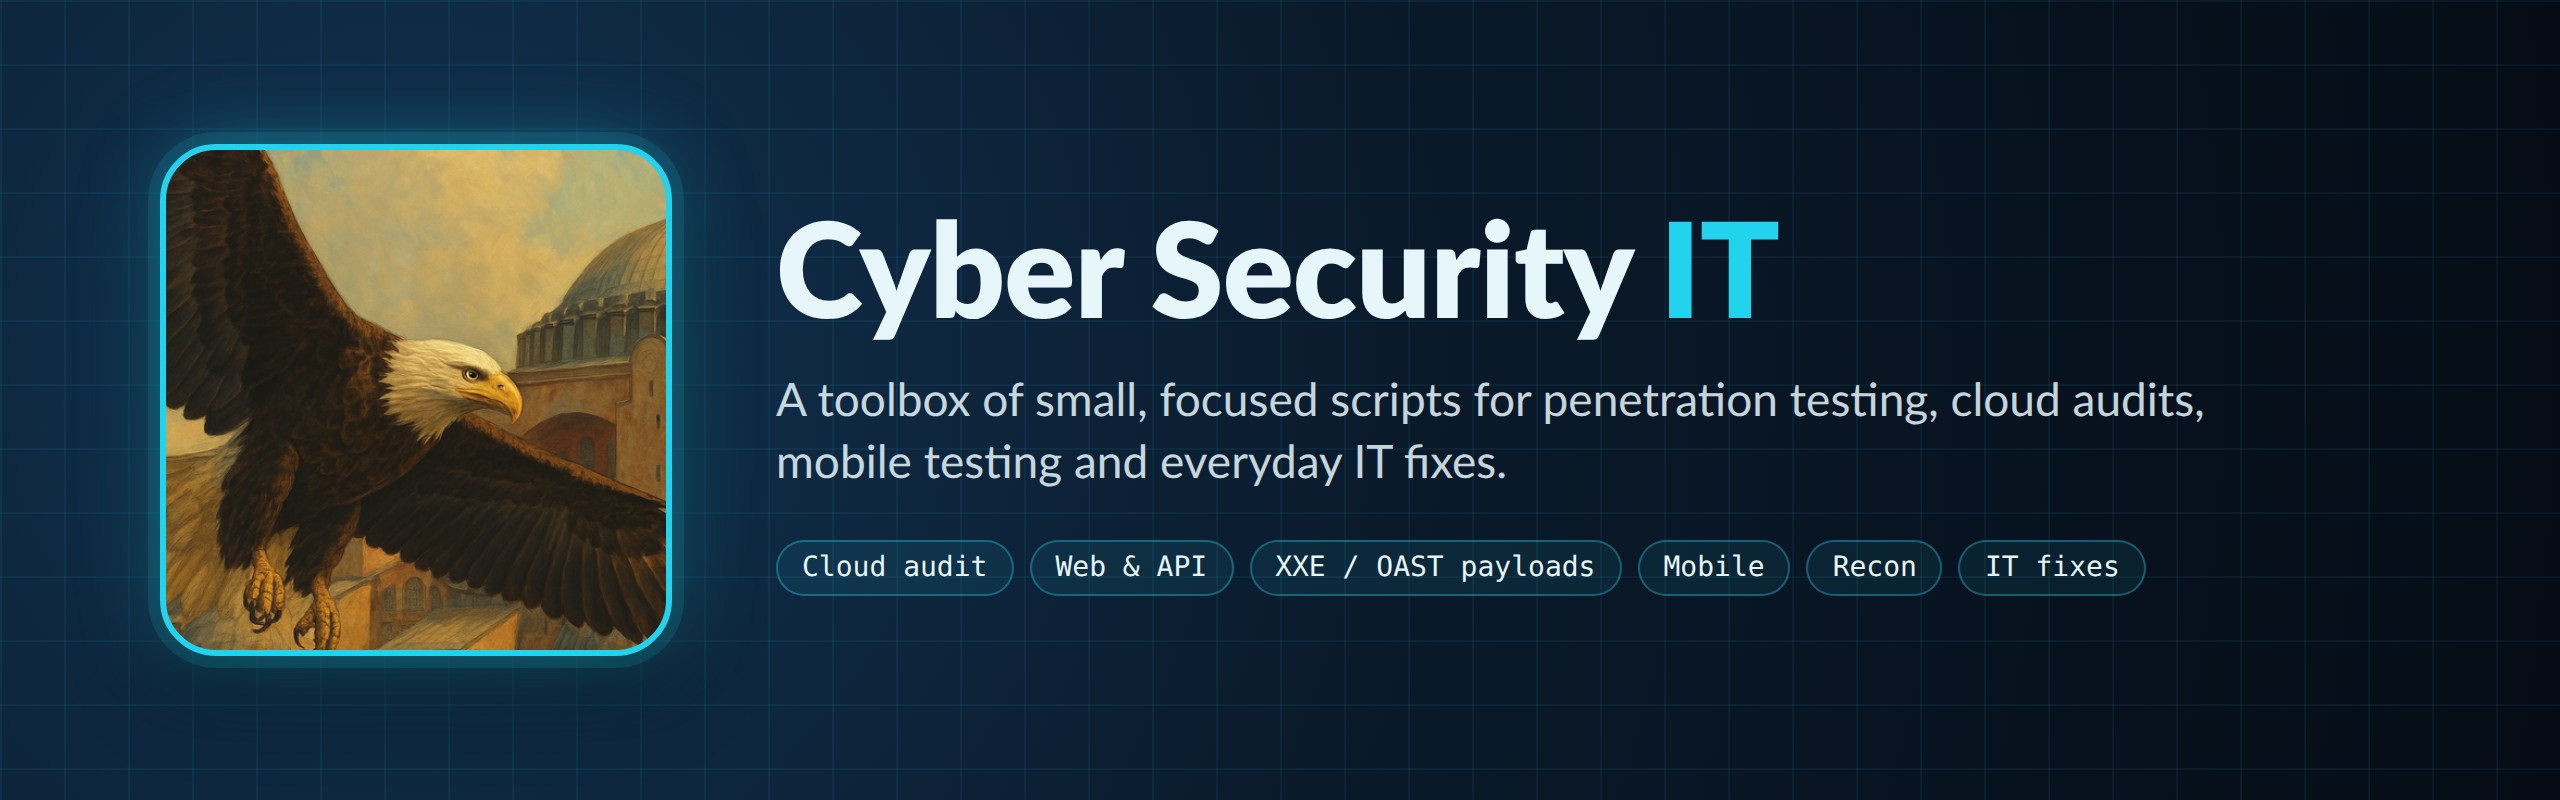 Cyber Security IT
A toolbox of small, focused scripts for penetration testing, cloud audits,
mobile testing and everyday IT fixes.
Cloud audit Web & API XXE / OAST payloads Mobile Recon IT fixes